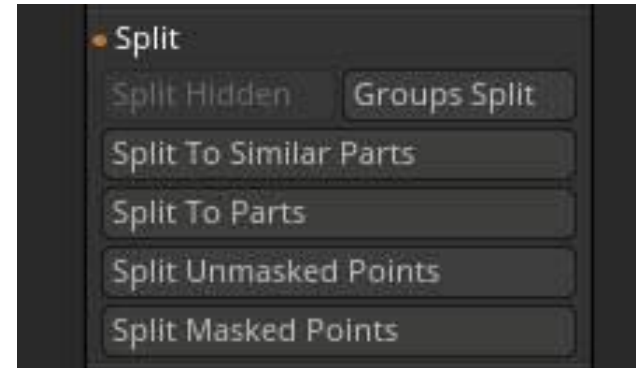 Split
Split Hidden Groups Split
Split To Similar Parts
Split To Parts
Split Unmasked Points
Split Masked Points